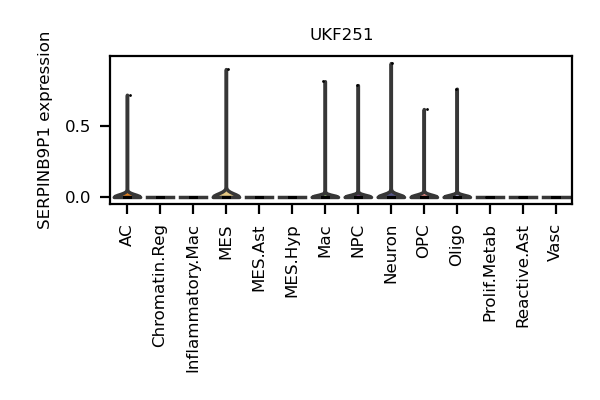 UKF251
SERPINB9P1 expression
0.5
0.0
AC
Chromatin.Reg
Inflammatory.Mac
MES
MES.Ast
MES.Hyp
Mac
NPC
Neuron
OPC
Oligo
Prolif.Metab
Reactive.Ast
Vasc